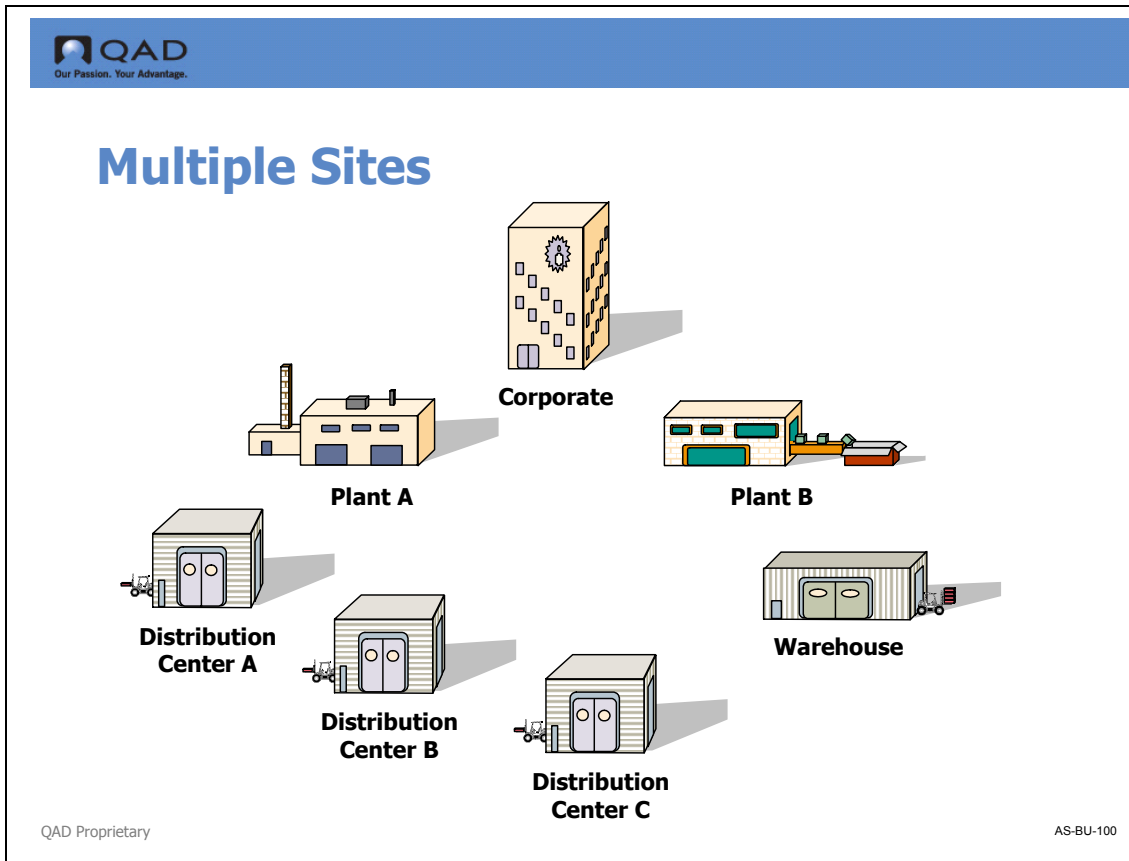 QAD
Our Passion. Your Advantage.
Multiple Sites
Corporate
Plant A
Plant B
Distribution
Center A
Warehouse
Distribution
Center B
Distribution
Center C
QAD Proprietary
AS-BU-100